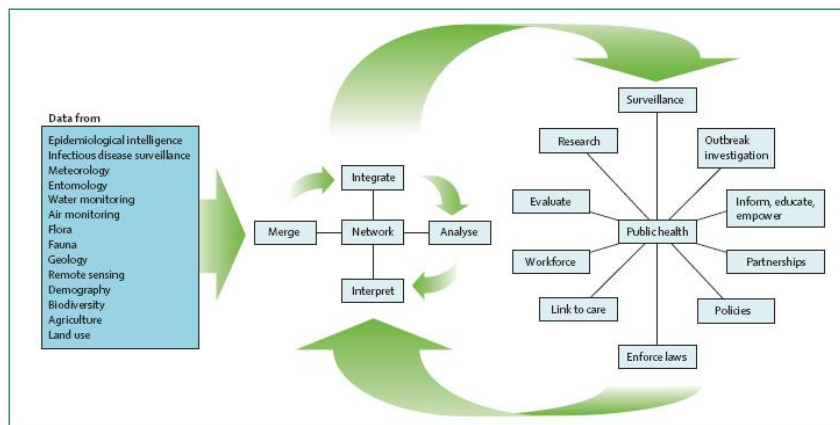 Data from
Epidemiological intelligence
Infectious disease surveillance
Meteorology
Entomology
Water monitoring
Air monitoring
Flora
Fauna
Geology
Remote sensing
Demography
Biodiversity
Agriculture
Land use
Integrate
Merge
Network
Analyse
Interpret
Surveillance
Research
Outbreak
investigation
Evaluate
Inform, educate,
empower
Public health
Workforce
Partnerships
Link to care
Policies
Enforce laws